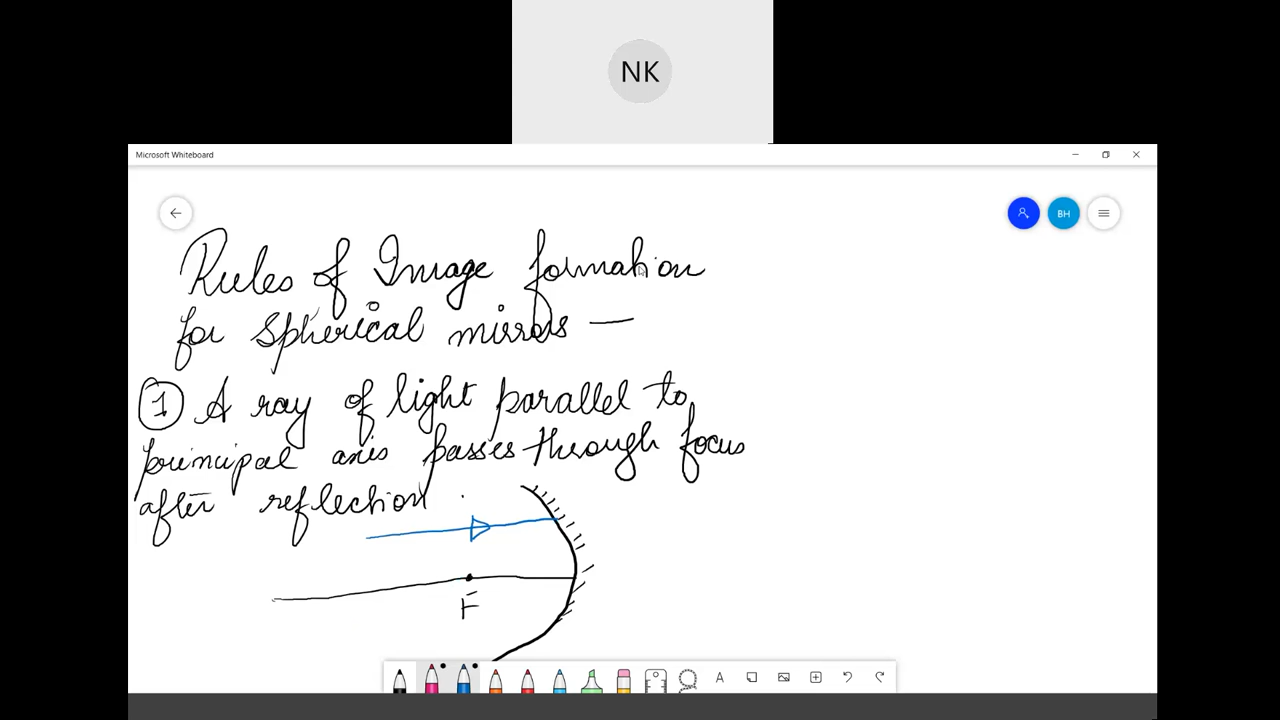 NK
Microsoft Whiteboard
BH
Rules of Image formation
for Spherical mirrors —
1 A ray of light parallel to
principal axis passes through focus
after reflection
F
A